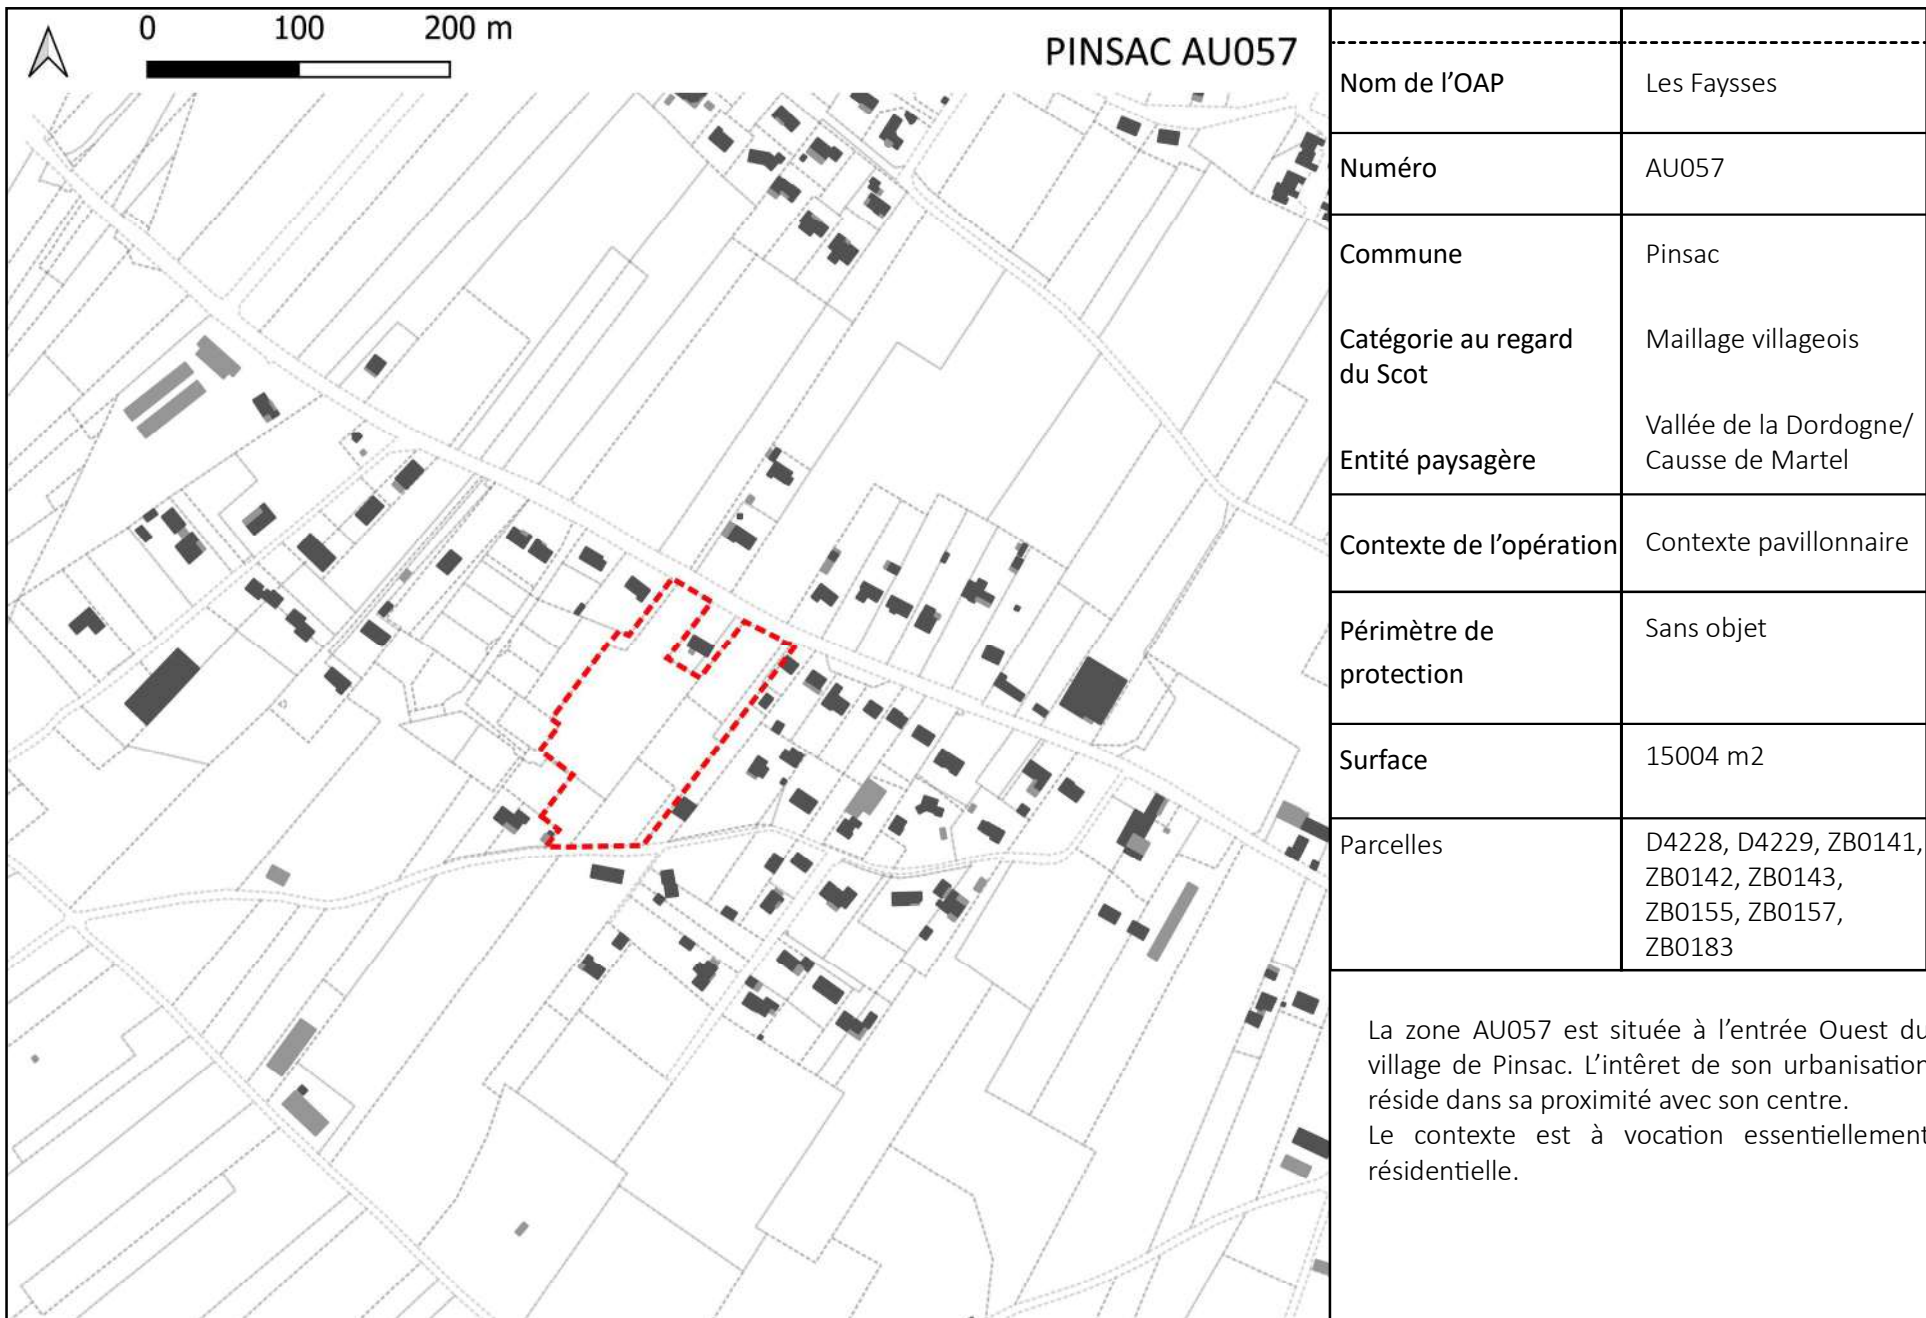 0 100 200 m
PINSAC AU057
Nom de l’OAP Les Faysses
Numéro AU057
Commune Pinsac
Catégorie au regard Maillage villageois
du Scot
Vallée de la Dordogne/
Entité paysagère Causse de Martel
Contexte de l’opération Contexte pavillonnaire
Périmètre de Sans objet
protection
Surface 15004 m2
Parcelles D4228, D4229, ZB0141,
ZB0142, ZB0143,
ZB0155, ZB0157,
ZB0183
La zone AU057 est située à l’entrée Ouest du
village de Pinsac. L’intêret de son urbanisation
réside dans sa proximité avec son centre.
Le contexte est à vocation essentiellement
résidentielle.